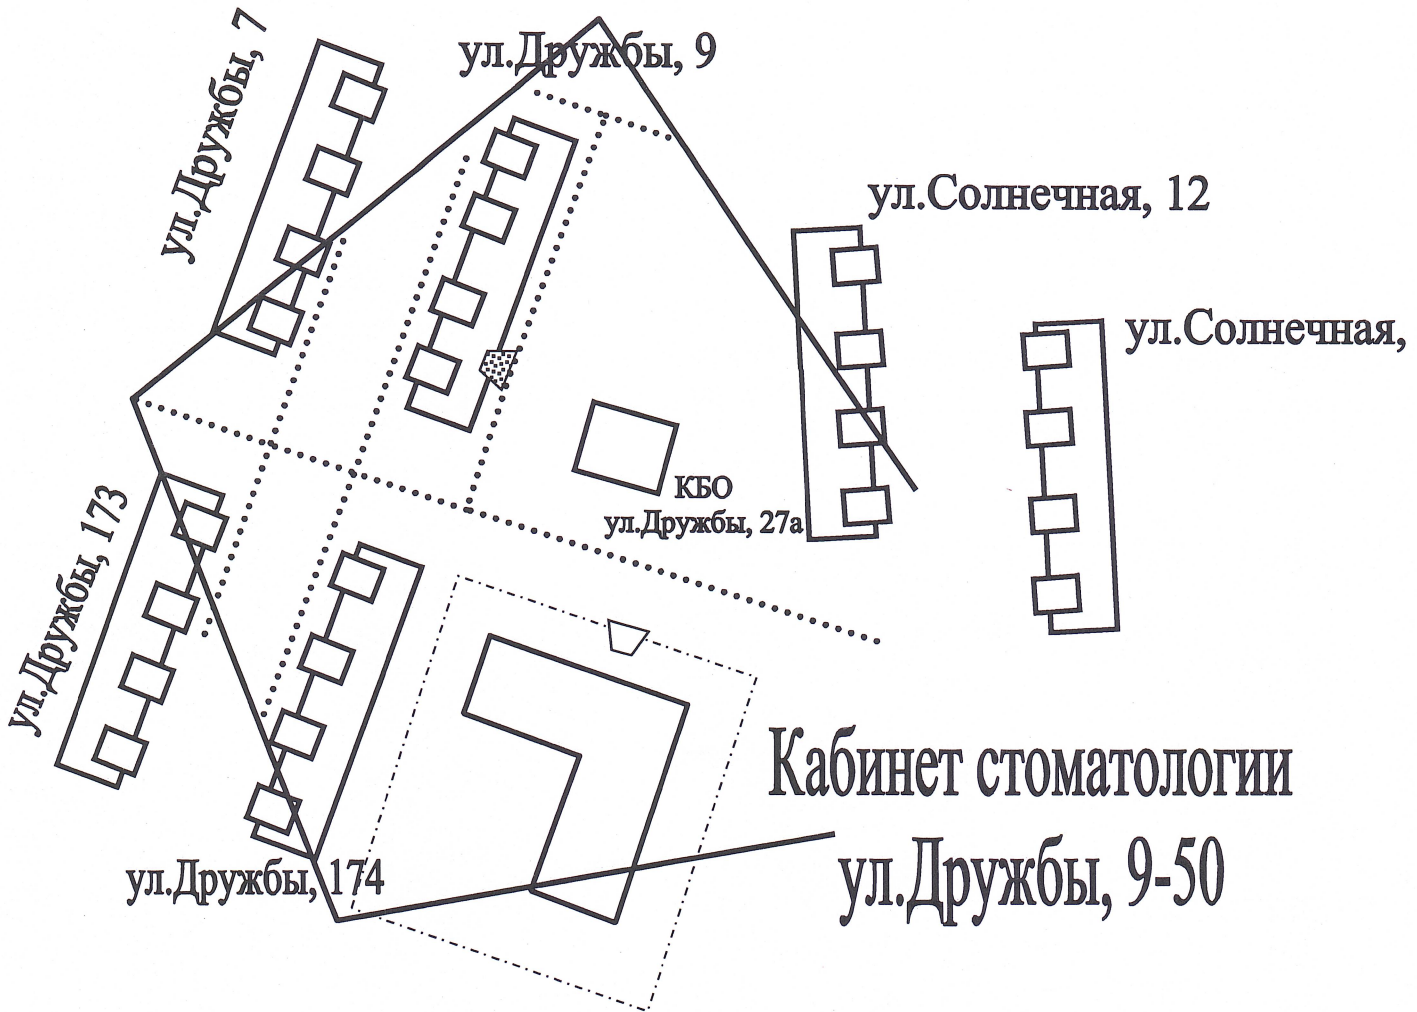 ул.Дружбы, 7
ул.Дружбы, 9
ул.Солнечная, 12
ул.Солнечная,
КБО
ул.Дружбы, 27а
ул.Дружбы, 173
ул.Дружбы, 174
Кабинет стоматологии
ул.Дружбы, 9-50